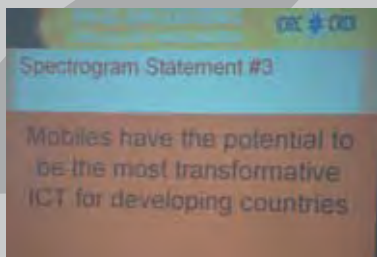 Spectrogram Statement #3
Mobiles have the potential to
be the most transformative
ICT for developing countries